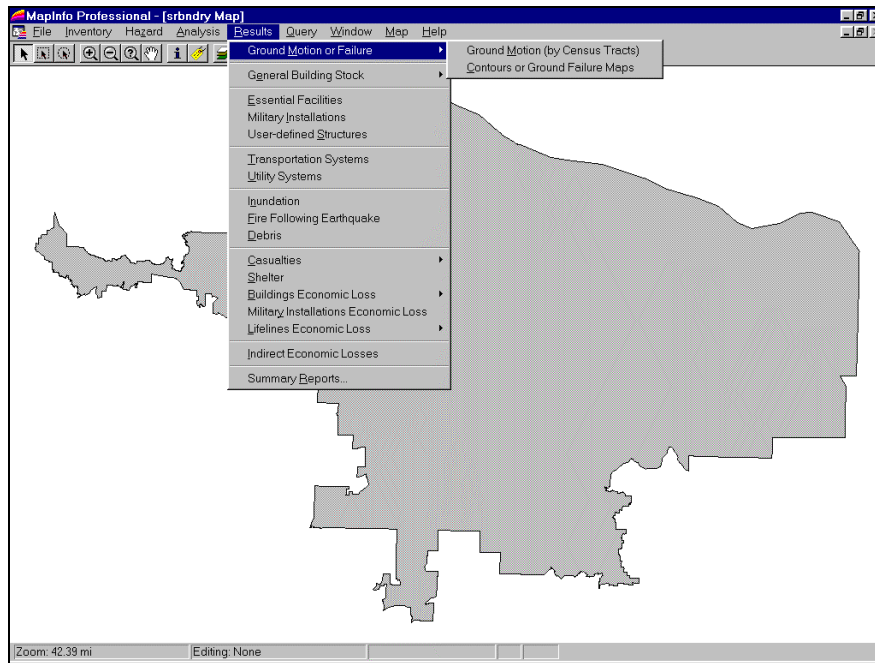 MapInfo Professional - [srbndry Map]
File Inventory Hazard Analysis Results Query Window Map Help
Ground Motion or Failure
Ground Motion (by Census Tracts)
Contours or Ground Failure Maps
General Building Stock
Essential Facilities
Military Installations
User-defined Structures
Transportation Systems
Utility Systems
Inundation
Fire Following Earthquake
Debris
Casualties
Shelter
Buildings Economic Loss
Military Installations Economic Loss
Lifelines Economic Loss
Indirect Economic Losses
Summary Reports...
Zoom: 42.39 mi
Editing: None